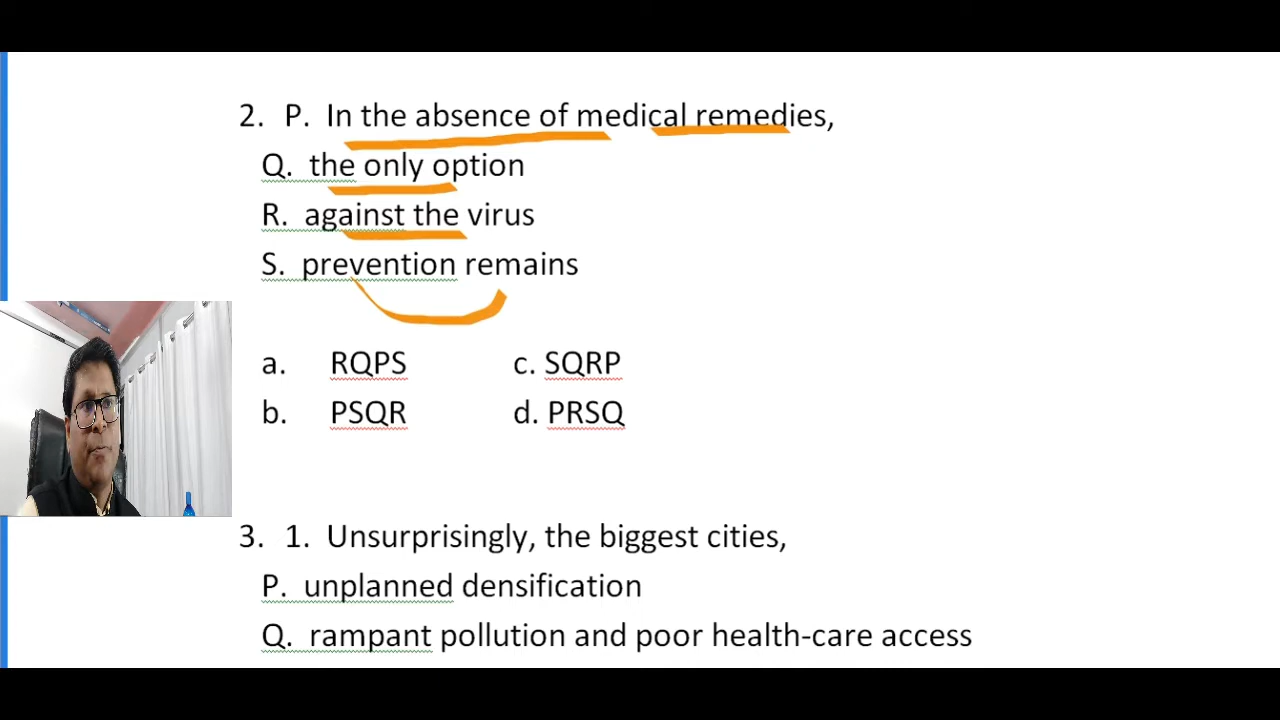 2. P. In the absence of medical remedies,
Q. the only option
R. against the virus
S. prevention remains
a. RQPS c. SQRP
b. PSQR d. PRSQ
3. 1. Unsurprisingly, the biggest cities,
P. unplanned densification
Q. rampant pollution and poor health-care access